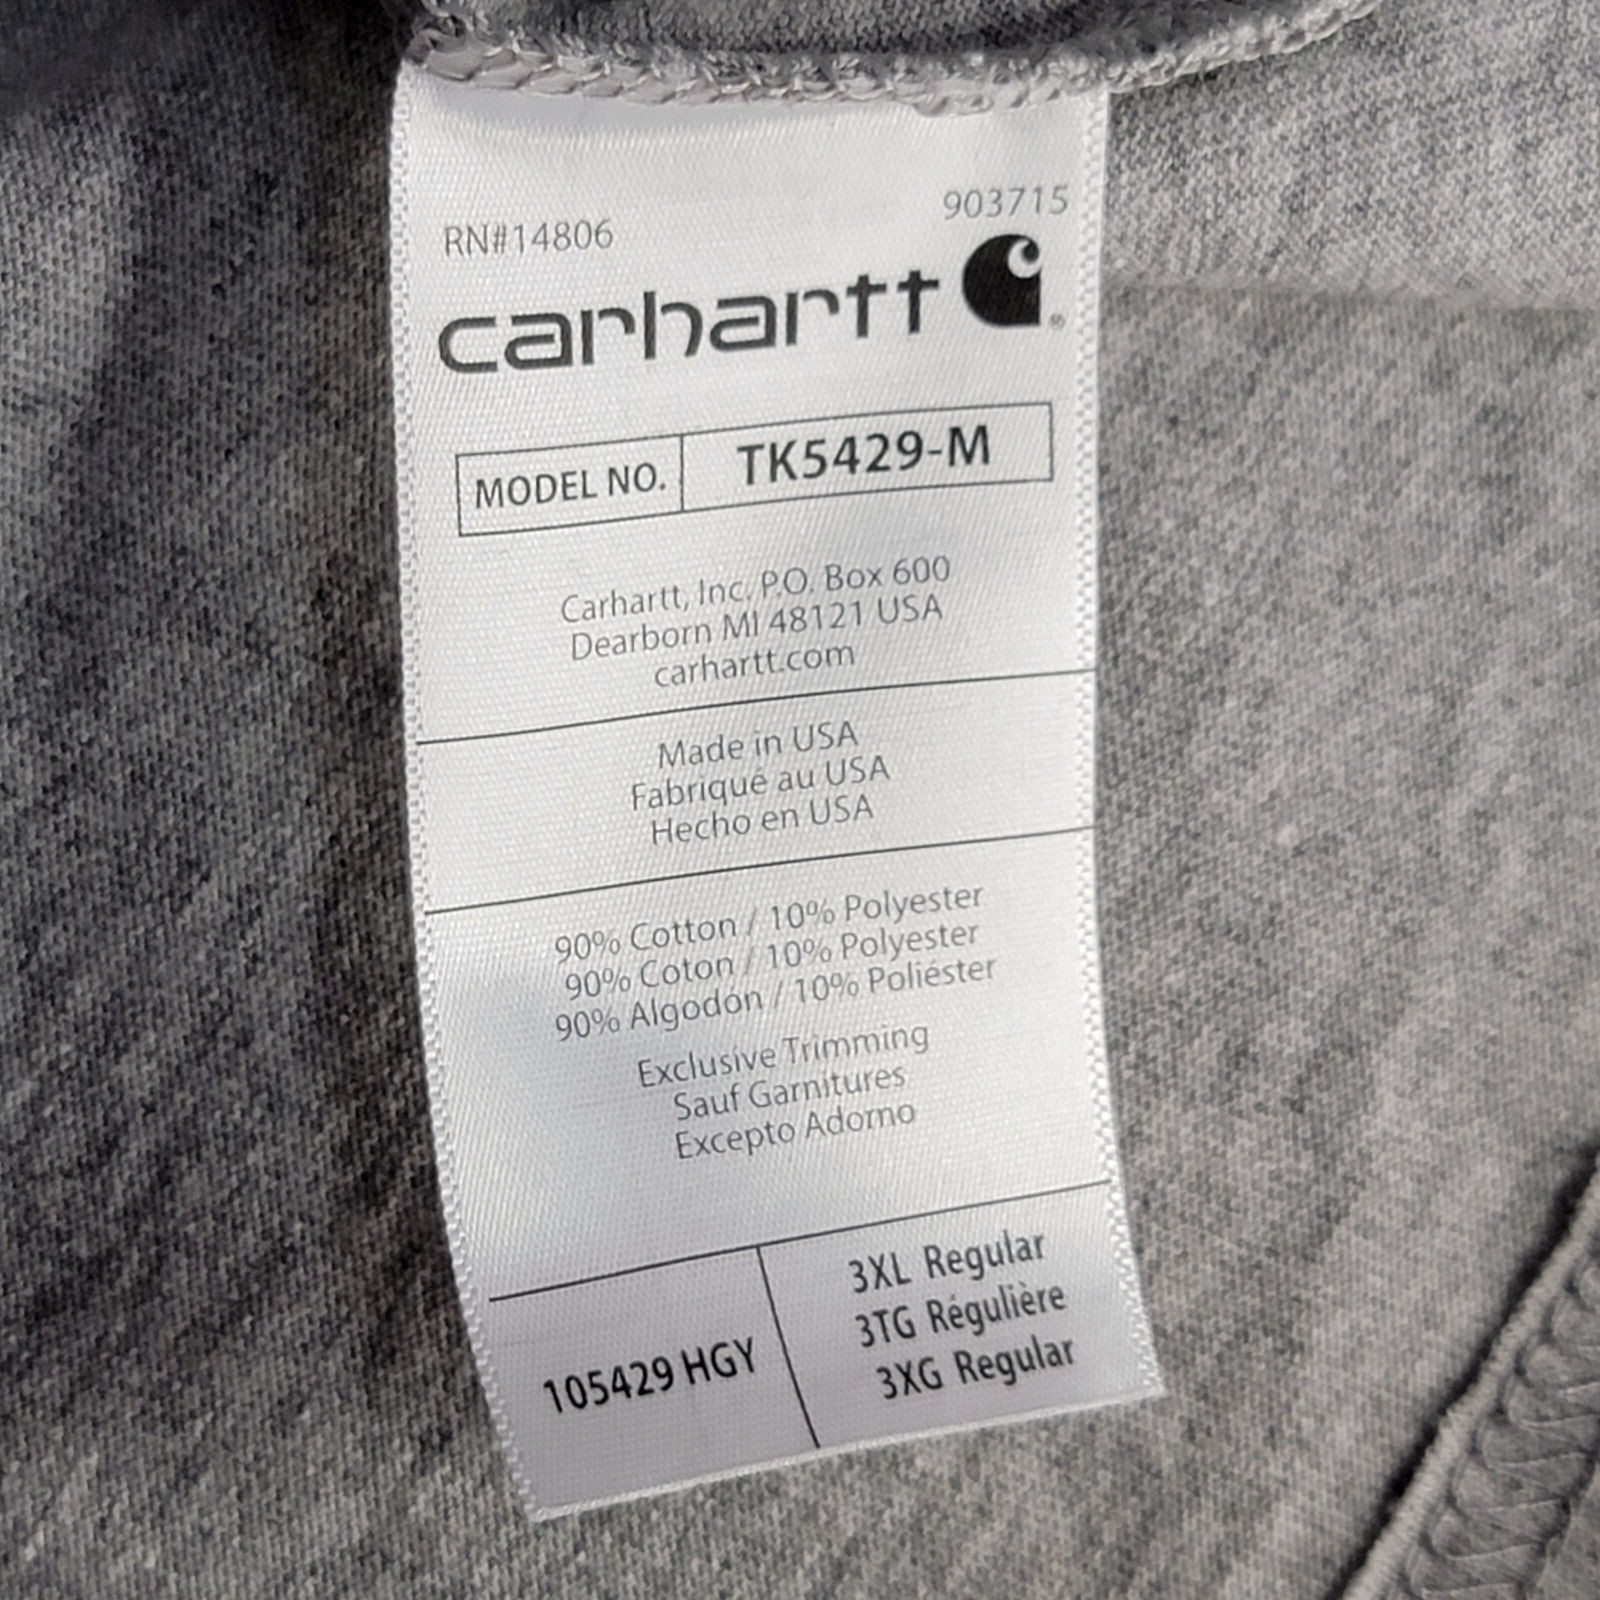 903715
RN#14806
carhartt ®
MODEL NO. TK5429-M
Carhartt, Inc. P.O. Box 600
Dearborn MI 48121 USA
carhartt.com
Made in USA
Fabriqué au USA
Hecho en USA
90% Cotton / 10% Polyester
90% Coton / 10% Polyester
90% Algodón / 10% Poliéster
Exclusive Trimming
Sauf Garnitures
Excepto Adorno
105429 HGY
3XL Regular
3TG Régulière
3XG Regular